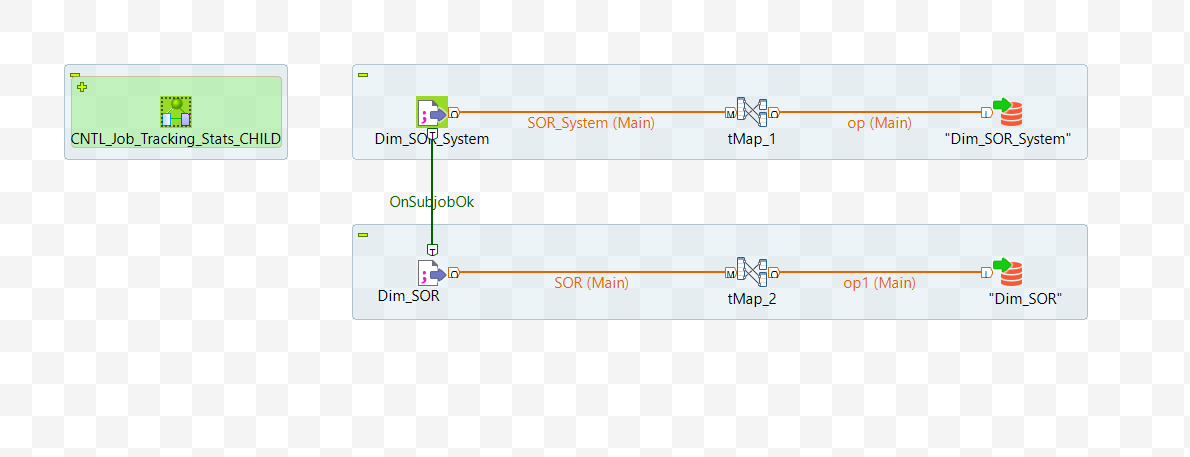 CNTL_Job_Tracking_Stats_CHILD
Dim_SOR_System
SOR_System (Main)
tMap_1
op (Main)
"Dim_SOR_System"
OnSubjobOk
Dim_SOR
SOR (Main)
tMap_2
op1 (Main)
"Dim_SOR"